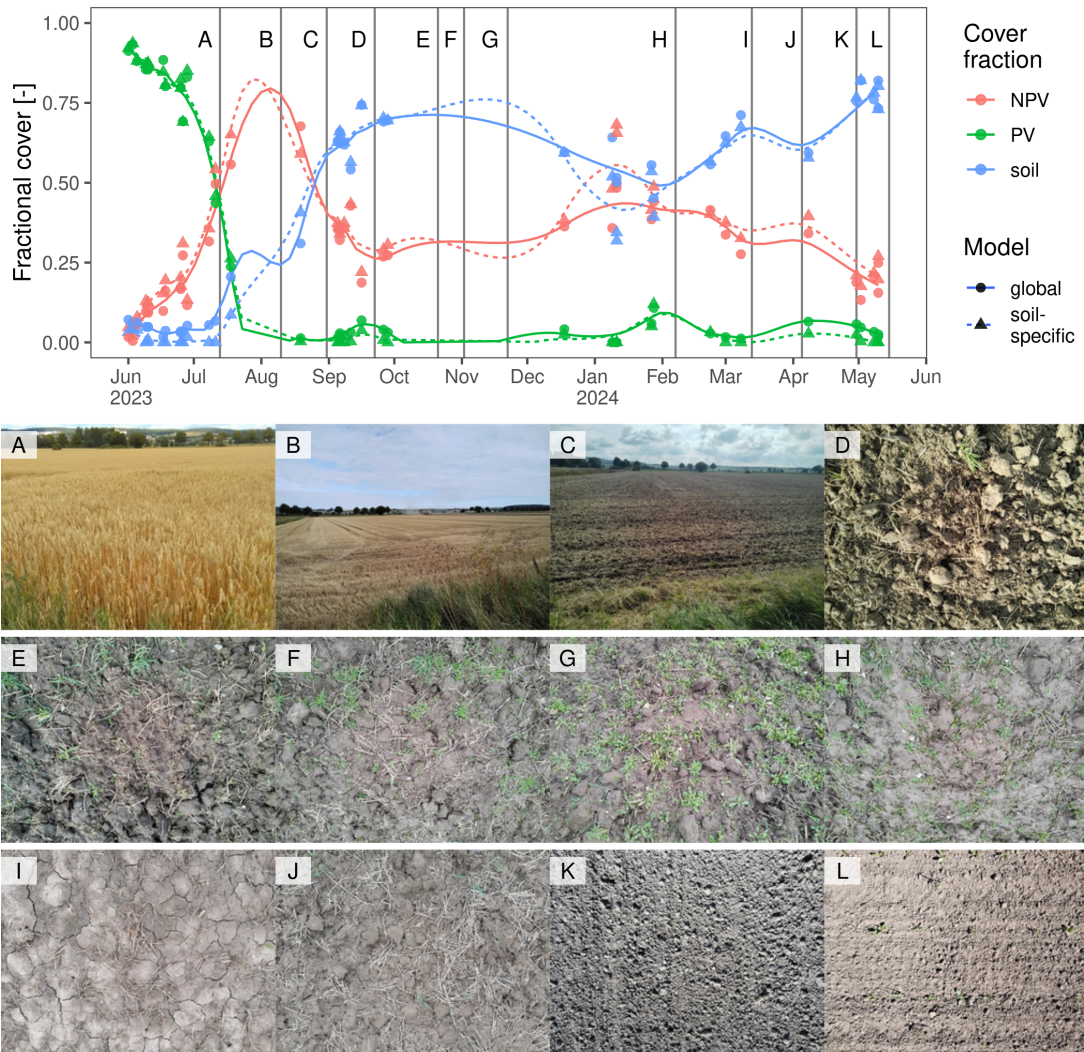 1.00
0.75
0.50
0.25
0.00
Fractional cover [-]
A B C D E F G H I J K L
Jun Jul Aug Sep Oct Nov Dec Jan Feb Mar Apr May Jun
2023 2024
Cover
fraction
NPV
PV
soil
Model
global
soil-
specific
A B C D
E F G H
I J K L